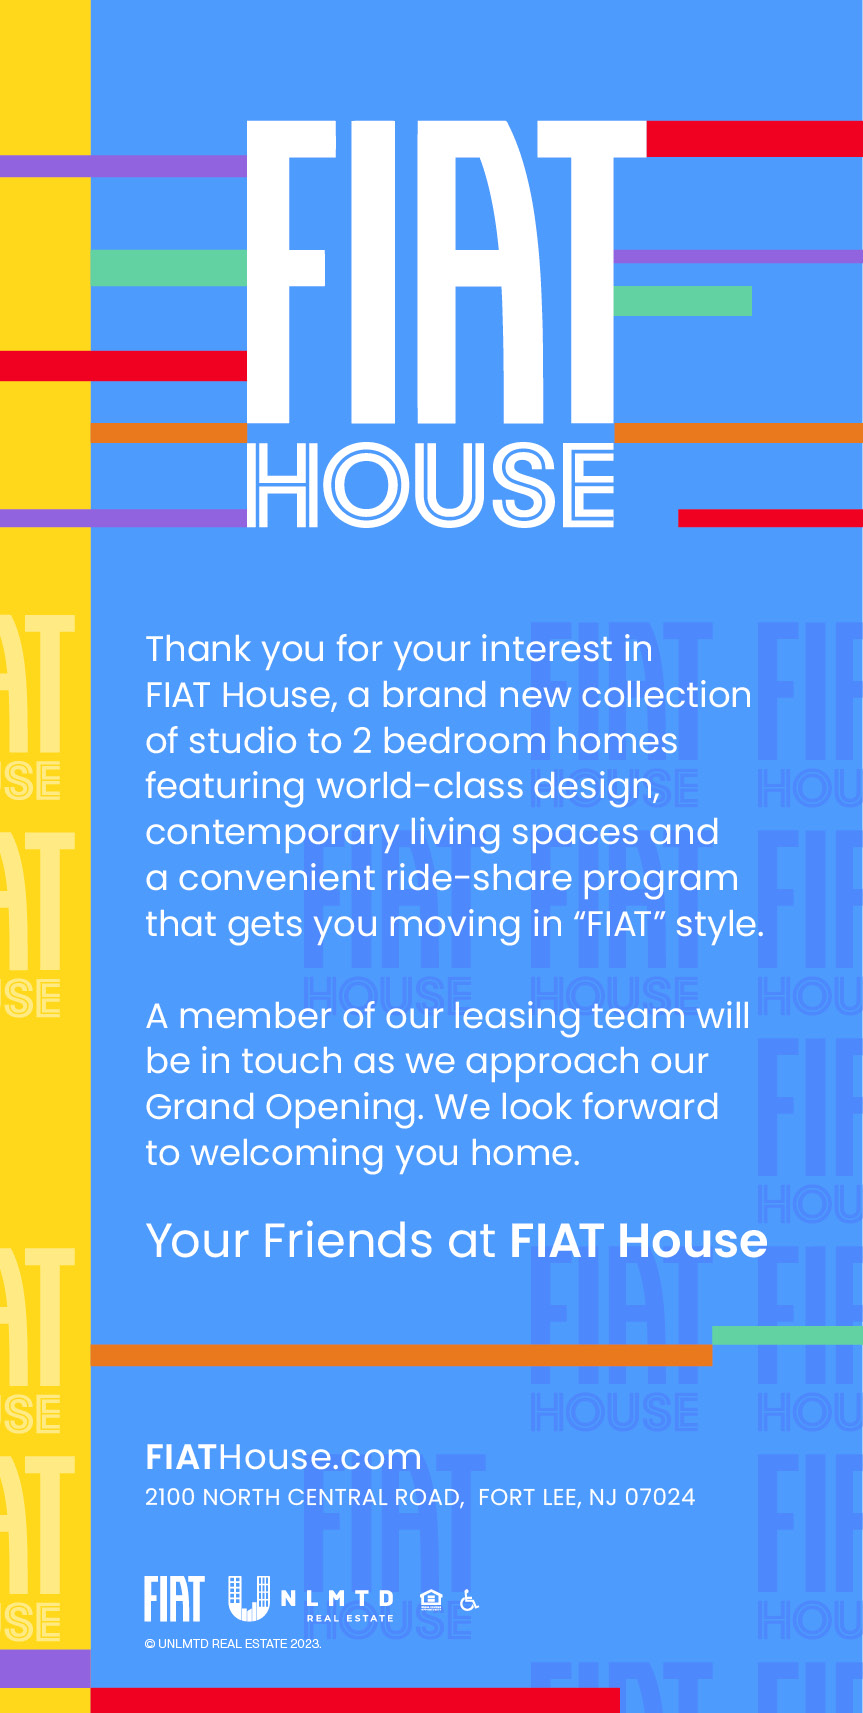 FIAT
HOUSE
Thank you for your interest in
FIAT House, a brand new collection
of studio to 2 bedroom homes
featuring world-class design,
contemporary living spaces and
a convenient ride-share program
that gets you moving in “FIAT” style.
A member of our leasing team will
be in touch as we approach our
Grand Opening. We look forward
to welcoming you home.
Your Friends at FIAT House
FIATHouse.com
2100 NORTH CENTRAL ROAD, FORT LEE, NJ 07024
FIAT UNLMTD
REAL ESTATE
© UNLMTD REAL ESTATE 2023.